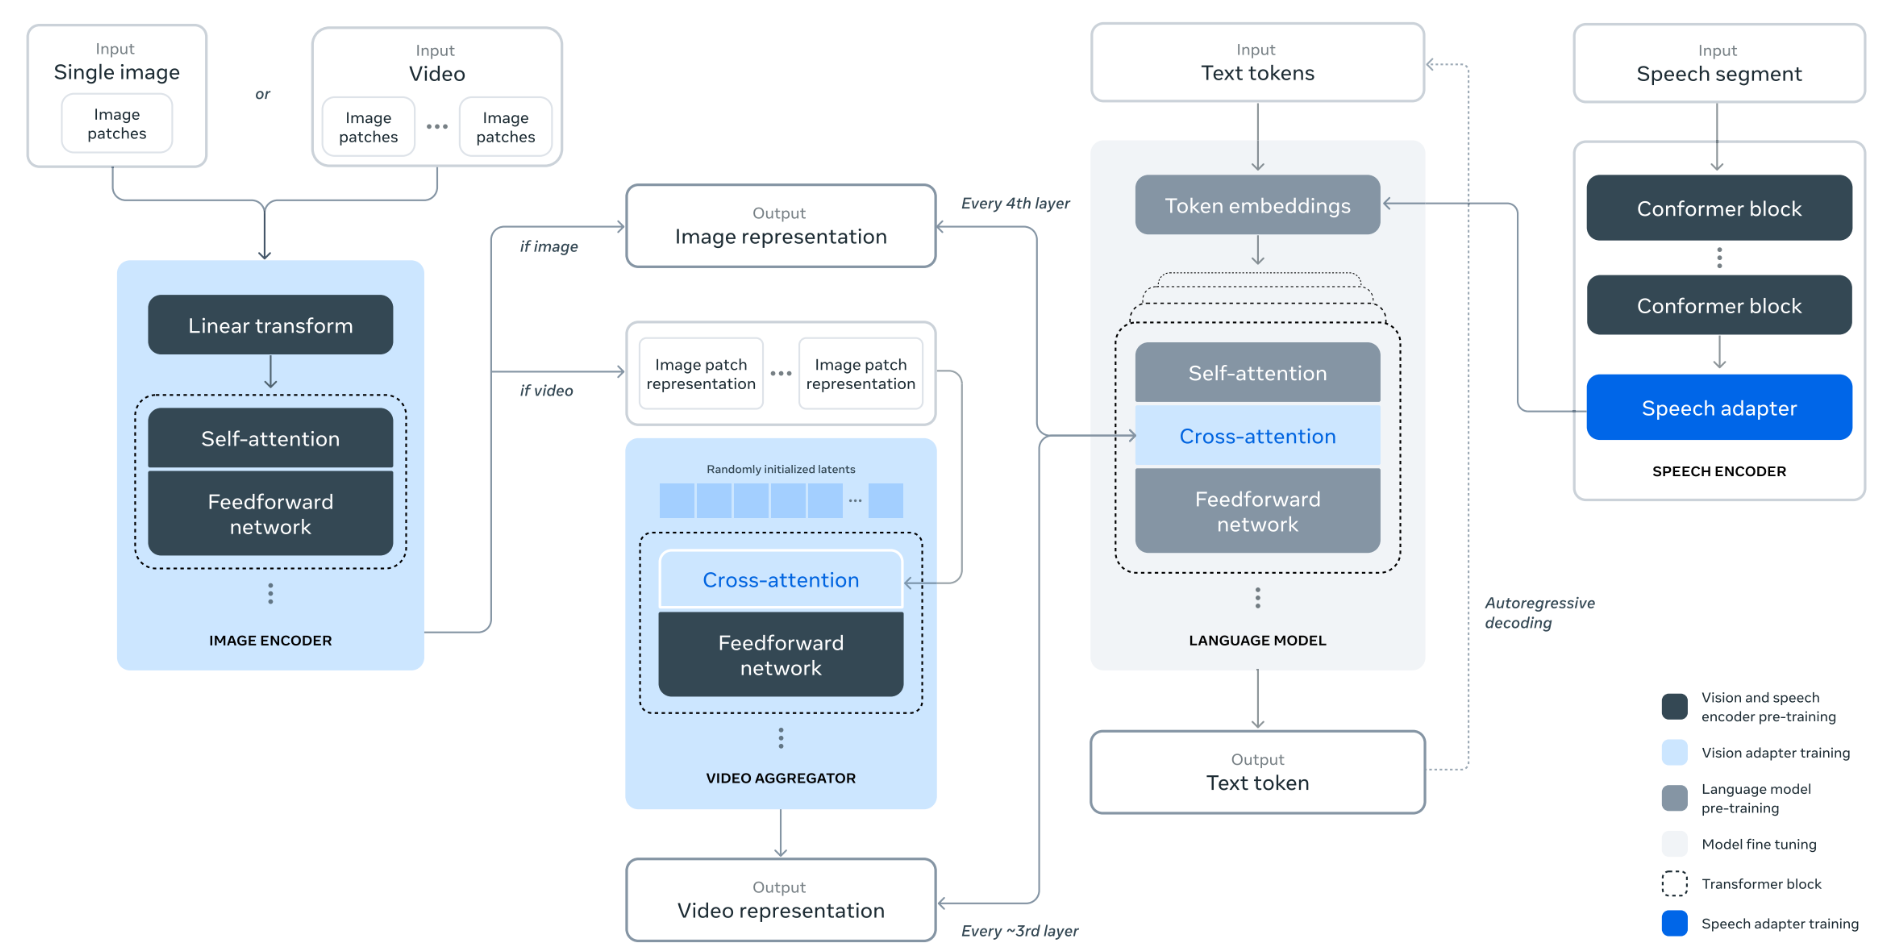 Input
Single image
Image
patches
or
Input
Video
Image
patches
...
Image
patches
Linear transform
Self-attention
Feedforward
network
IMAGE ENCODER
if image
if video
Output
Image representation
Image patch
representation
...
Image patch
representation
Randomly initialized latents
...
Cross-attention
Feedforward
network
VIDEO AGGREGATOR
Output
Video representation
Every 4th layer
Every ~3rd layer
Input
Text tokens
Token embeddings
Self-attention
Cross-attention
Feedforward
network
LANGUAGE MODEL
Output
Text token
Autoregressive
decoding
Input
Speech segment
Conformer block
Conformer block
Speech adapter
SPEECH ENCODER
Vision and speech
encoder pre-training
Vision adapter training
Language model
pre-training
Model fine tuning
Transformer block
Speech adapter training